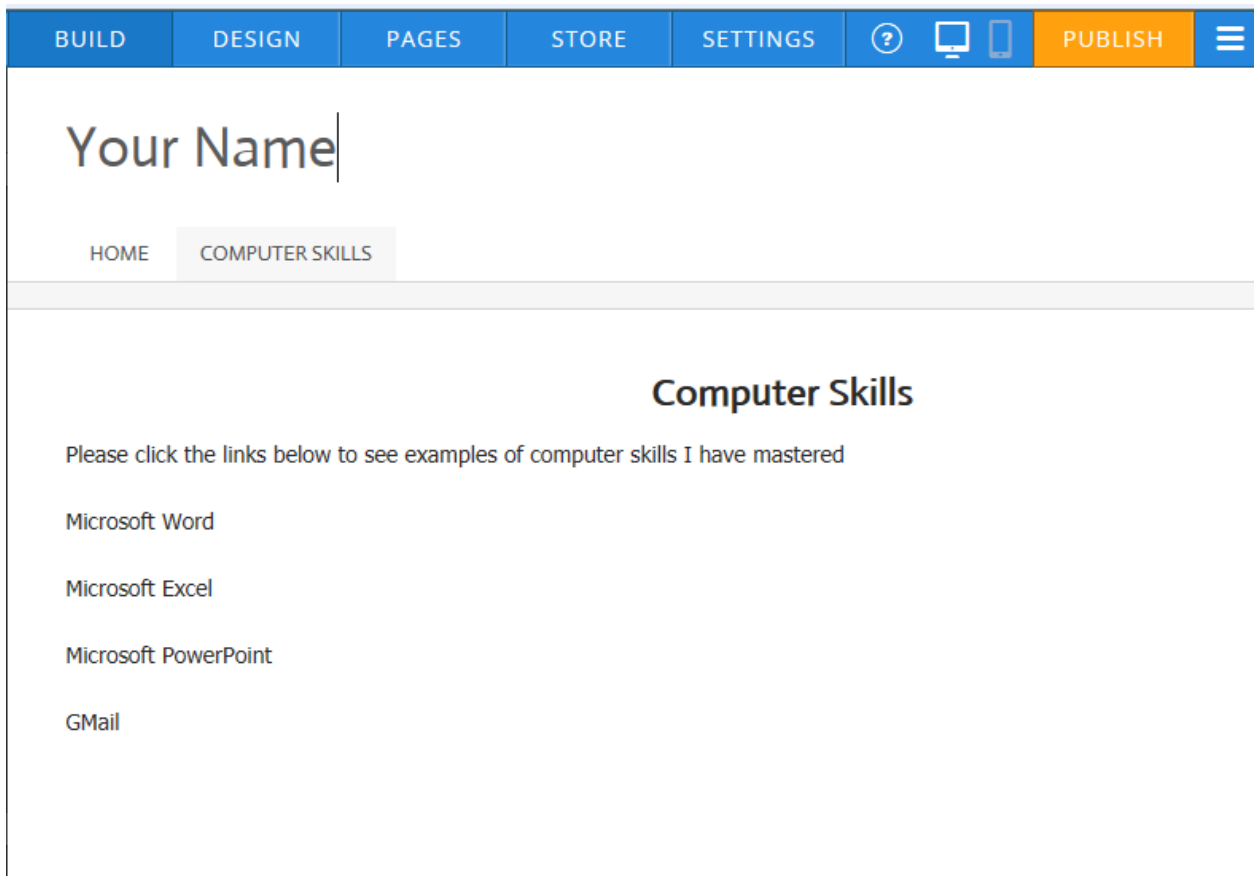 BUILD DESIGN PAGES STORE SETTINGS ? PUBLISH
Your Name
HOME COMPUTER SKILLS
Computer Skills
Please click the links below to see examples of computer skills I have mastered
Microsoft Word
Microsoft Excel
Microsoft PowerPoint
GMail